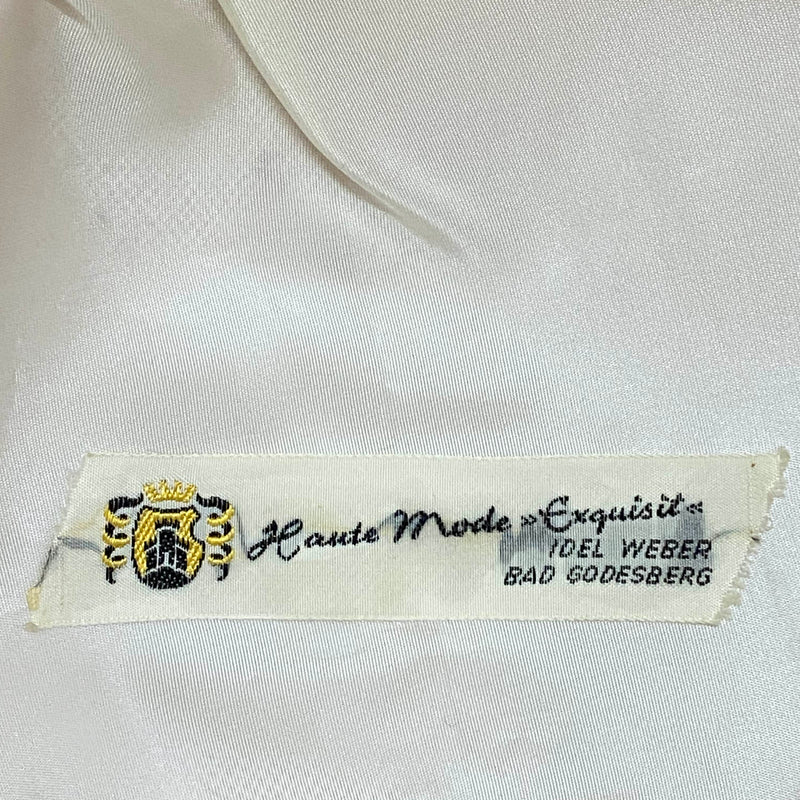 Haute Mode »Exquisit«
IDEL WEBER
BAD GODESBERG